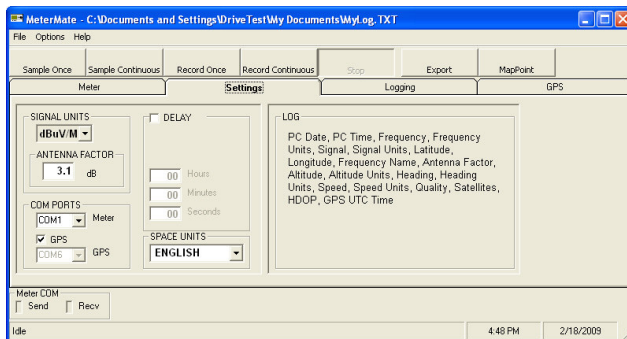 MeterMate - C:\Documents and Settings\DriveTest\My Documents\MyLog.TXT
File Options Help
Sample Once Sample Continuous Record Once Record Continuous Stop Export MapPoint
Meter Settings Logging GPS
SIGNAL UNITS
dBuV/M
ANTENNA FACTOR
3.1 dB
COM PORTS
COM1 Meter
GPS
COM6 GPS
DELAY
00 Hours
00 Minutes
00 Seconds
SPACE UNITS
ENGLISH
LOG
PC Date, PC Time, Frequency, Frequency
Units, Signal, Signal Units, Latitude,
Longitude, Frequency Name, Antenna Factor,
Altitude, Altitude Units, Heading, Heading
Units, Speed, Speed Units, Quality, Satellites,
HDOP, GPS UTC Time
Meter COM
Send Recv
Idle 4:48 PM 2/18/2009